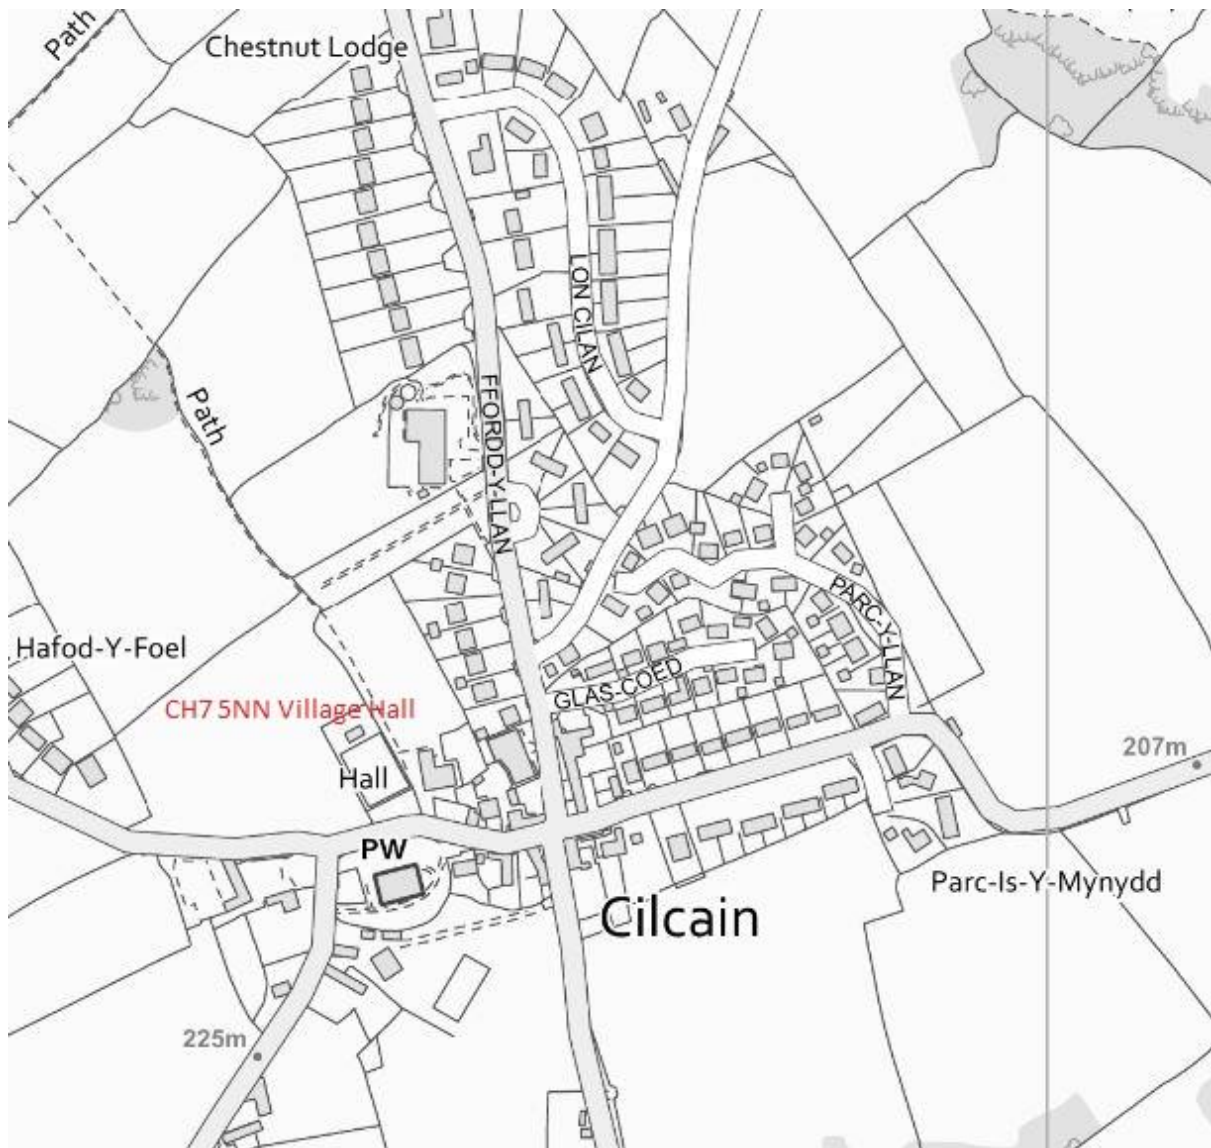 Path
Chestnut Lodge
LON CILAN
FFORDD-Y-LLAN
Path
PARC-Y-LLAN
Hafod-Y-Foel
GLAS-COED
CH7 5NN Village Hall
207m
Hall
PW
Parc-Is-Y-Mynydd
Cilcain
225m